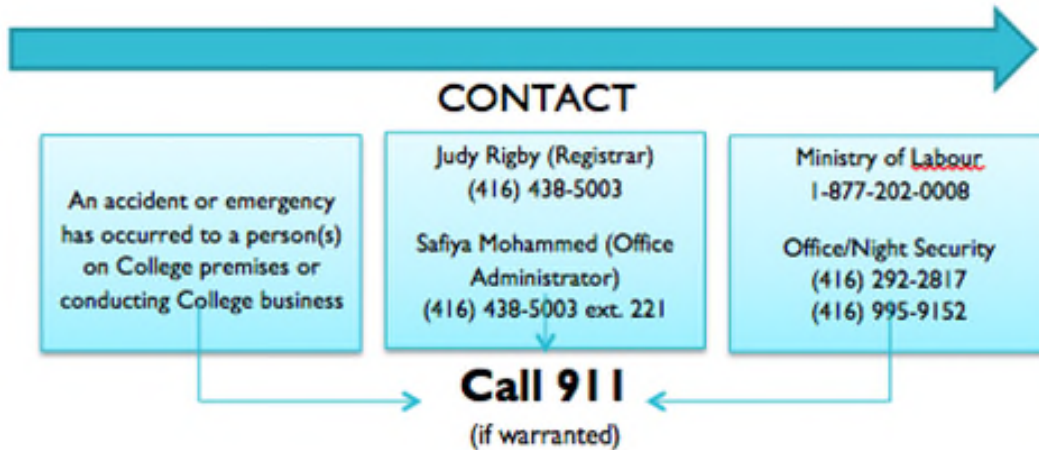 CONTACT
An accident or emergency
has occurred to a person(s)
on College premises or
conducting College business
Judy Rigby (Registrar)
(416) 438-5003
Safiya Mohammed (Office
Administrator)
(416) 438-5003 ext. 221
Ministry of Labour
1-877-202-0008
Office/Night Security
(416) 292-2817
(416) 995-9152
Call 911
(if warranted)